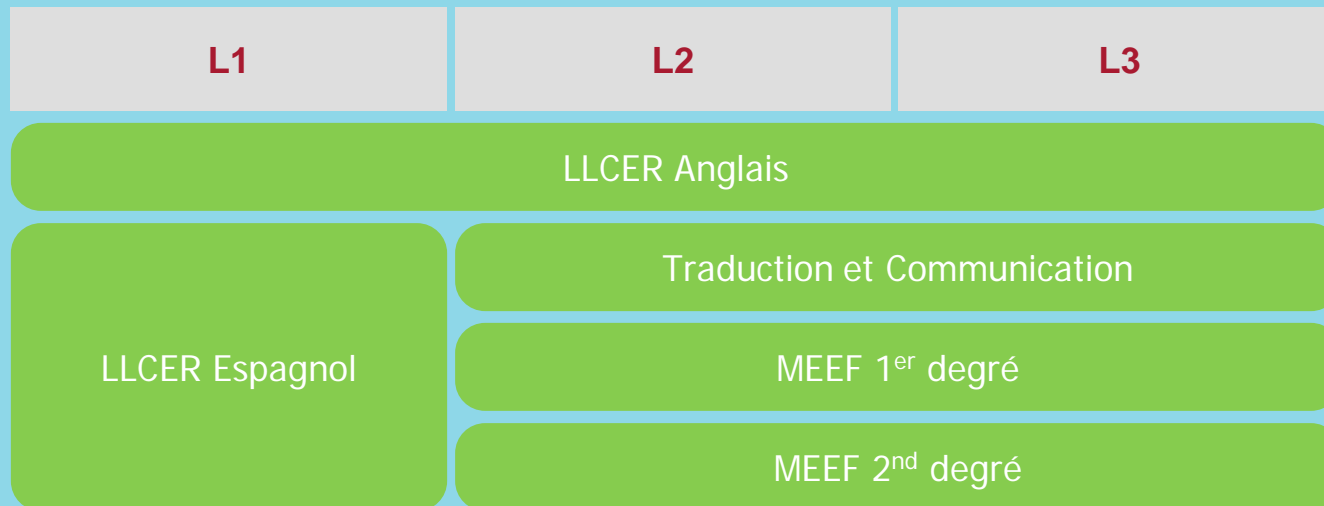 L1
L2
L3
LLCER Anglais
Traduction et Communication
LLCER Espagnol
MEEF 1er degré
MEEF 2nd degré